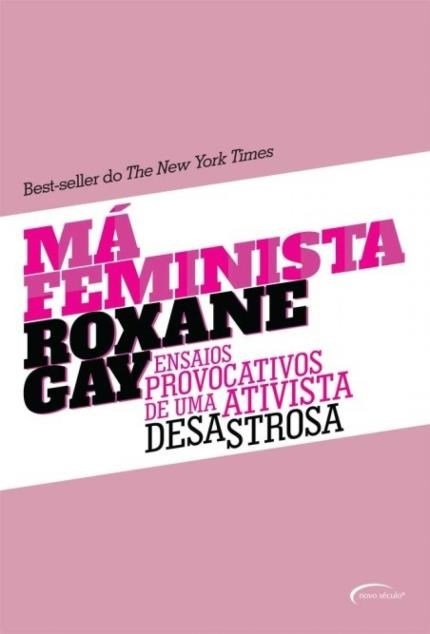 Best-seller do The New York Times
MÁ
FEMINISTA
ROXANE
GAY
ENSAIOS
PROVOCATIVOS
DE UMA ATIVISTA
DESASTROSA
novo século®